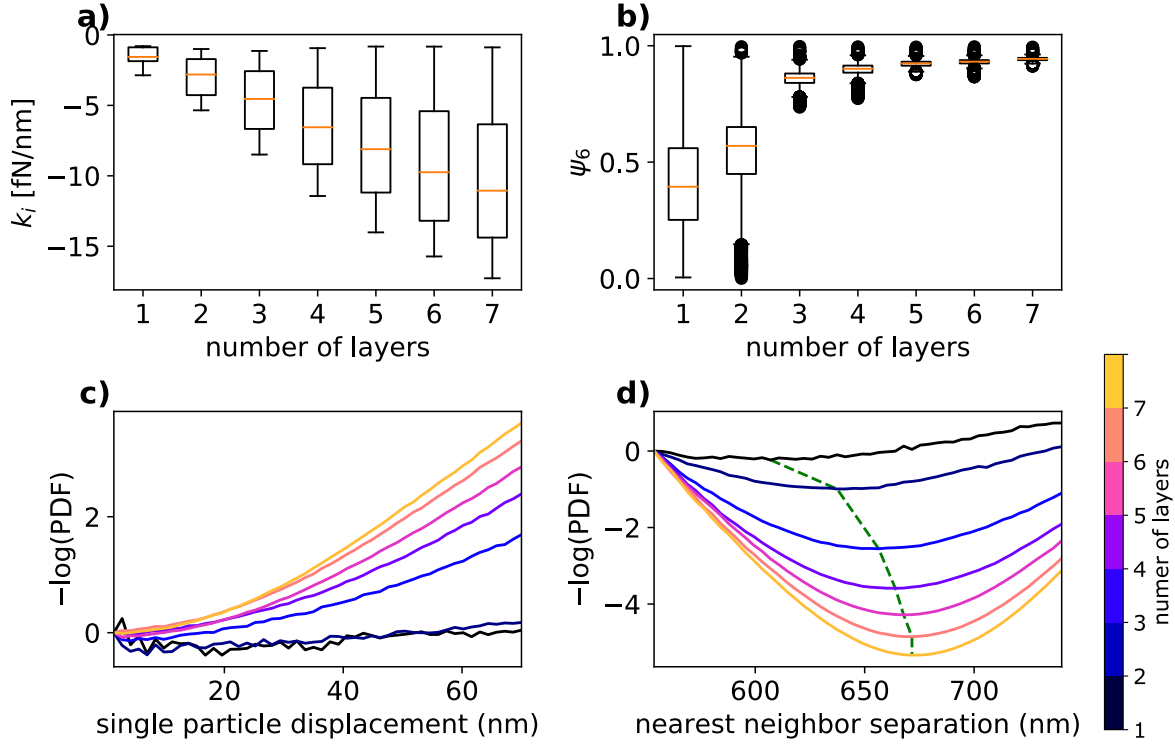 a)
0
−5
−10
−15
k_i [fN/nm]
1 2 3 4 5 6 7
number of layers
b)
1.0
0.5
0.0
ψ_6
1 2 3 4 5 6 7
number of layers
c)
2
0
−log(PDF)
20 40 60
single particle displacement (nm)
d)
0
−2
−4
−log(PDF)
600 650 700
nearest neighbor separation (nm)
7
6
5
4
3
2
1
numer of layers